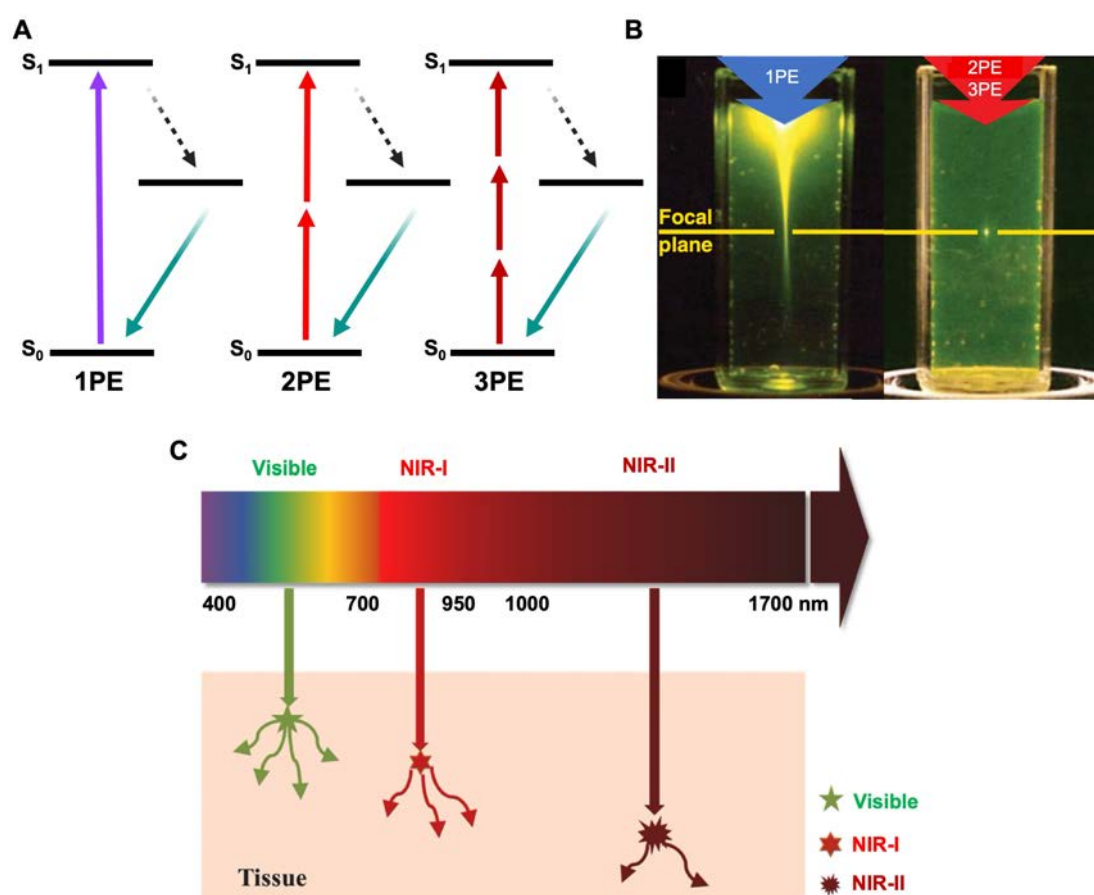 A
S₁
S₁
S₁
S₀
S₀
S₀
1PE
2PE
3PE
B
1PE
2PE
3PE
Focal
plane
C
Visible
NIR-I
NIR-II
400
700
950
1000
1700 nm
Tissue
Visible
NIR-I
NIR-II